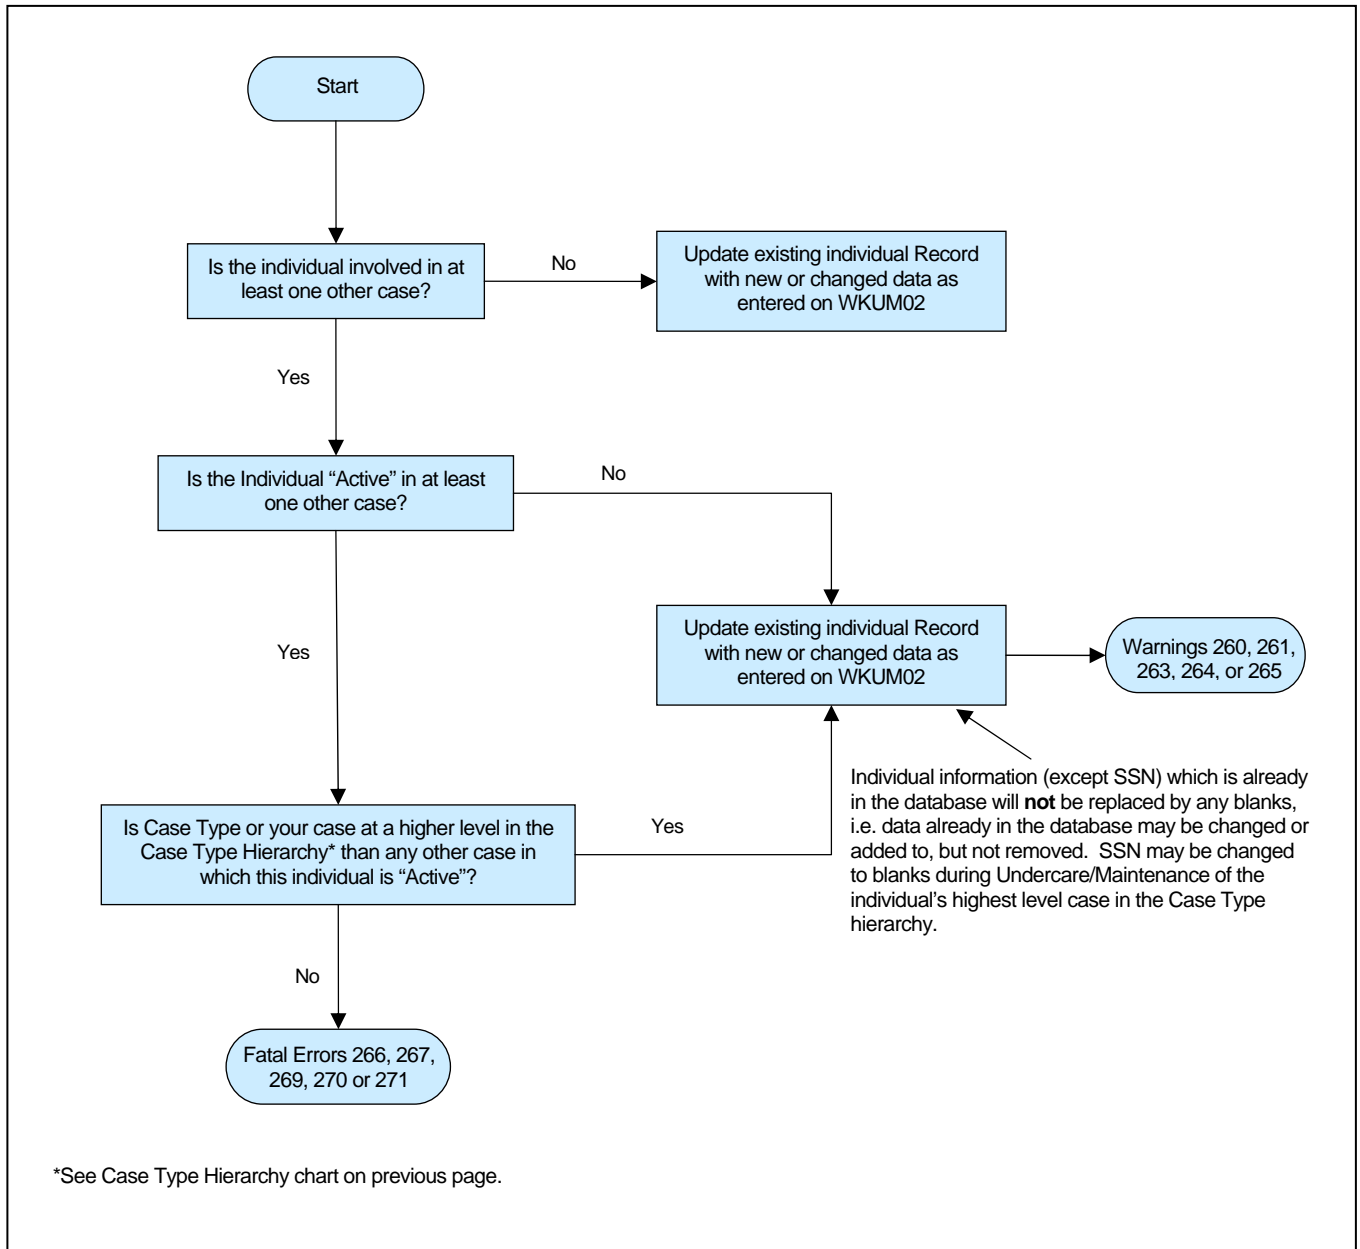 Start
Is the individual involved in at
least one other case?
No
Update existing individual Record
with new or changed data as
entered on WKUM02
Yes
Is the Individual “Active” in at least
one other case?
No
Yes
Update existing individual Record
with new or changed data as
entered on WKUM02
Warnings 260, 261,
263, 264, or 265
Individual information (except SSN) which is already
in the database will not be replaced by any blanks,
i.e. data already in the database may be changed or
added to, but not removed.  SSN may be changed
to blanks during Undercare/Maintenance of the
individual’s highest level case in the Case Type
hierarchy.
Is Case Type or your case at a higher level in the
Case Type Hierarchy* than any other case in
which this individual is “Active”?
Yes
No
Fatal Errors 266, 267,
269, 270 or 271
*See Case Type Hierarchy chart on previous page.